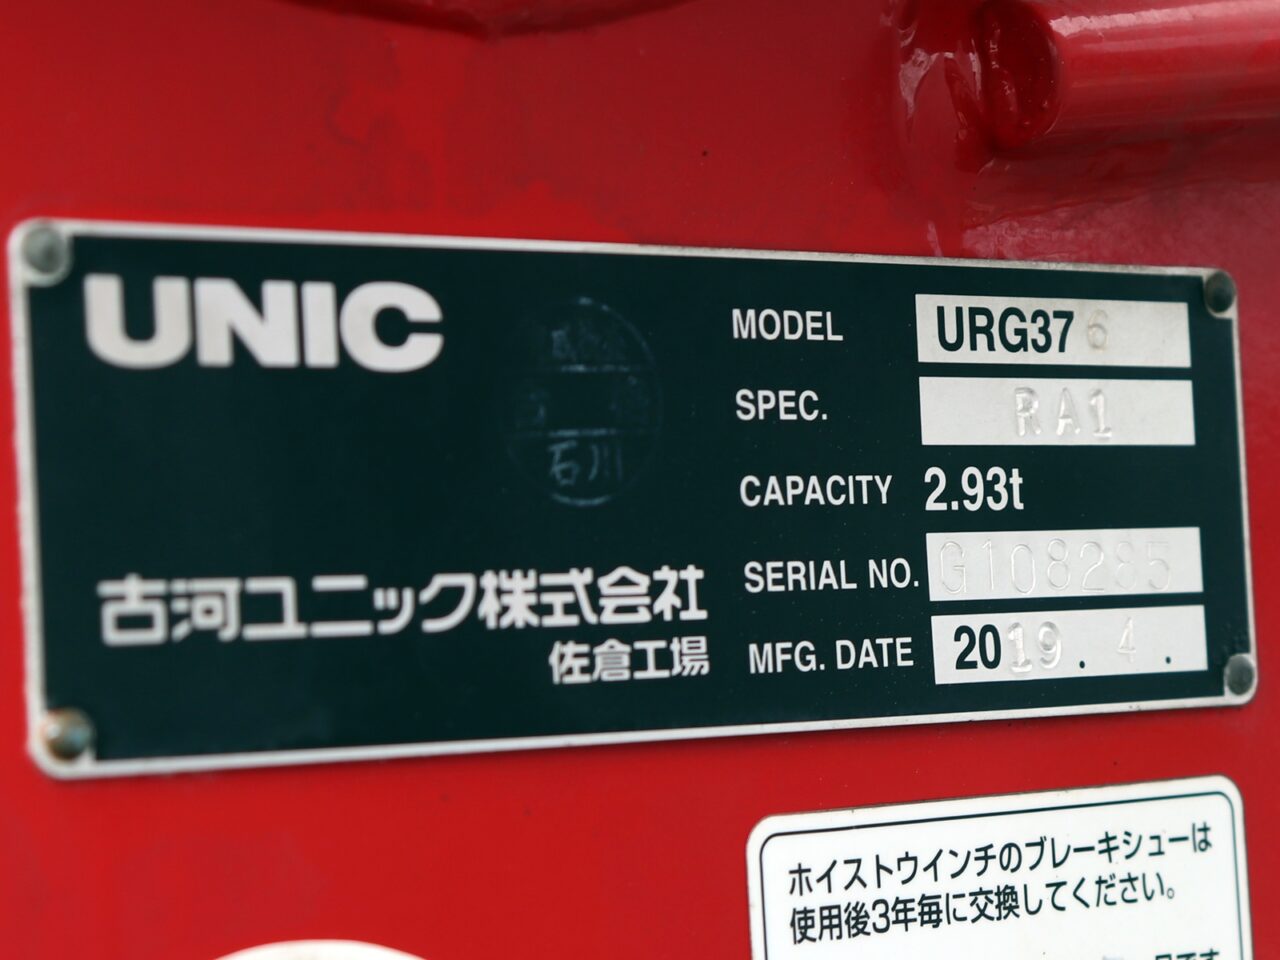 UNIC
石川
古河ユニック株式会社
佐倉工場
MODEL URG376
SPEC. RA1
CAPACITY 2.93t
SERIAL NO. G108285
MFG. DATE 2019.4.
ホイストウインチのブレーキシューは
使用後3年毎に交換してください。